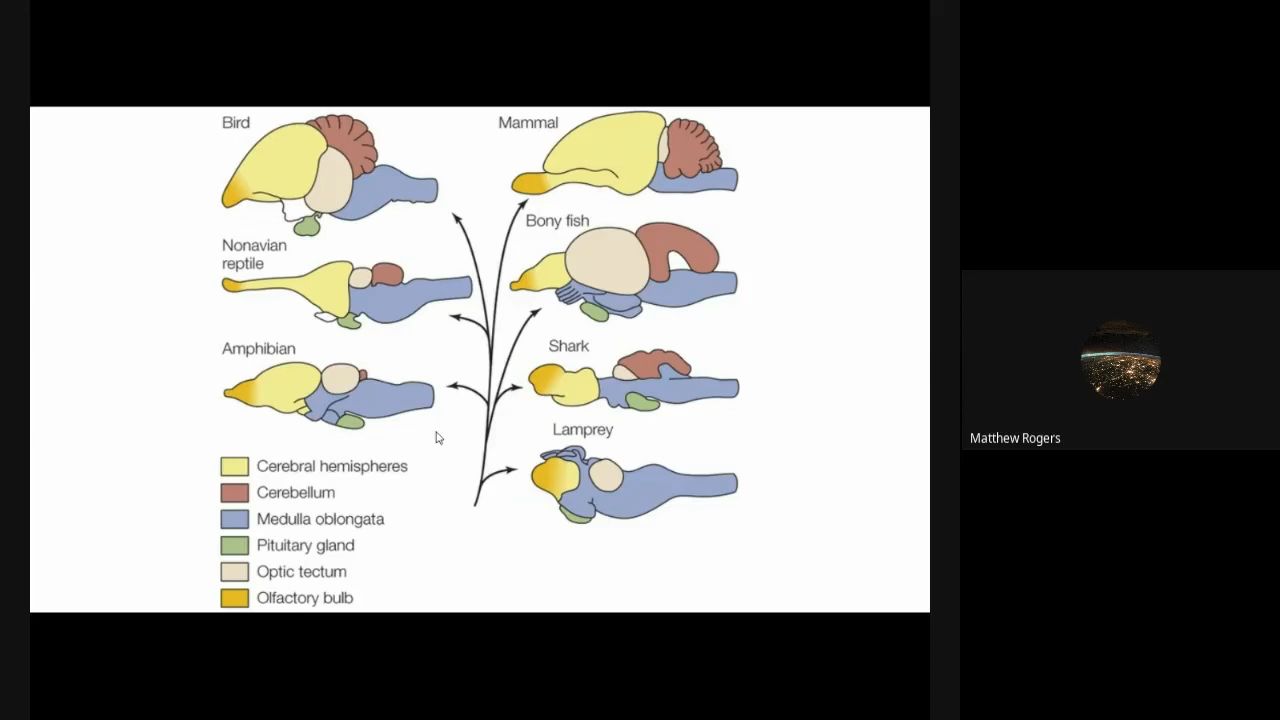 Bird
Mammal
Bony fish
Nonavian
reptile
Shark
Amphibian
Lamprey
Cerebral hemispheres
Cerebellum
Medulla oblongata
Pituitary gland
Optic tectum
Olfactory bulb
Matthew Rogers